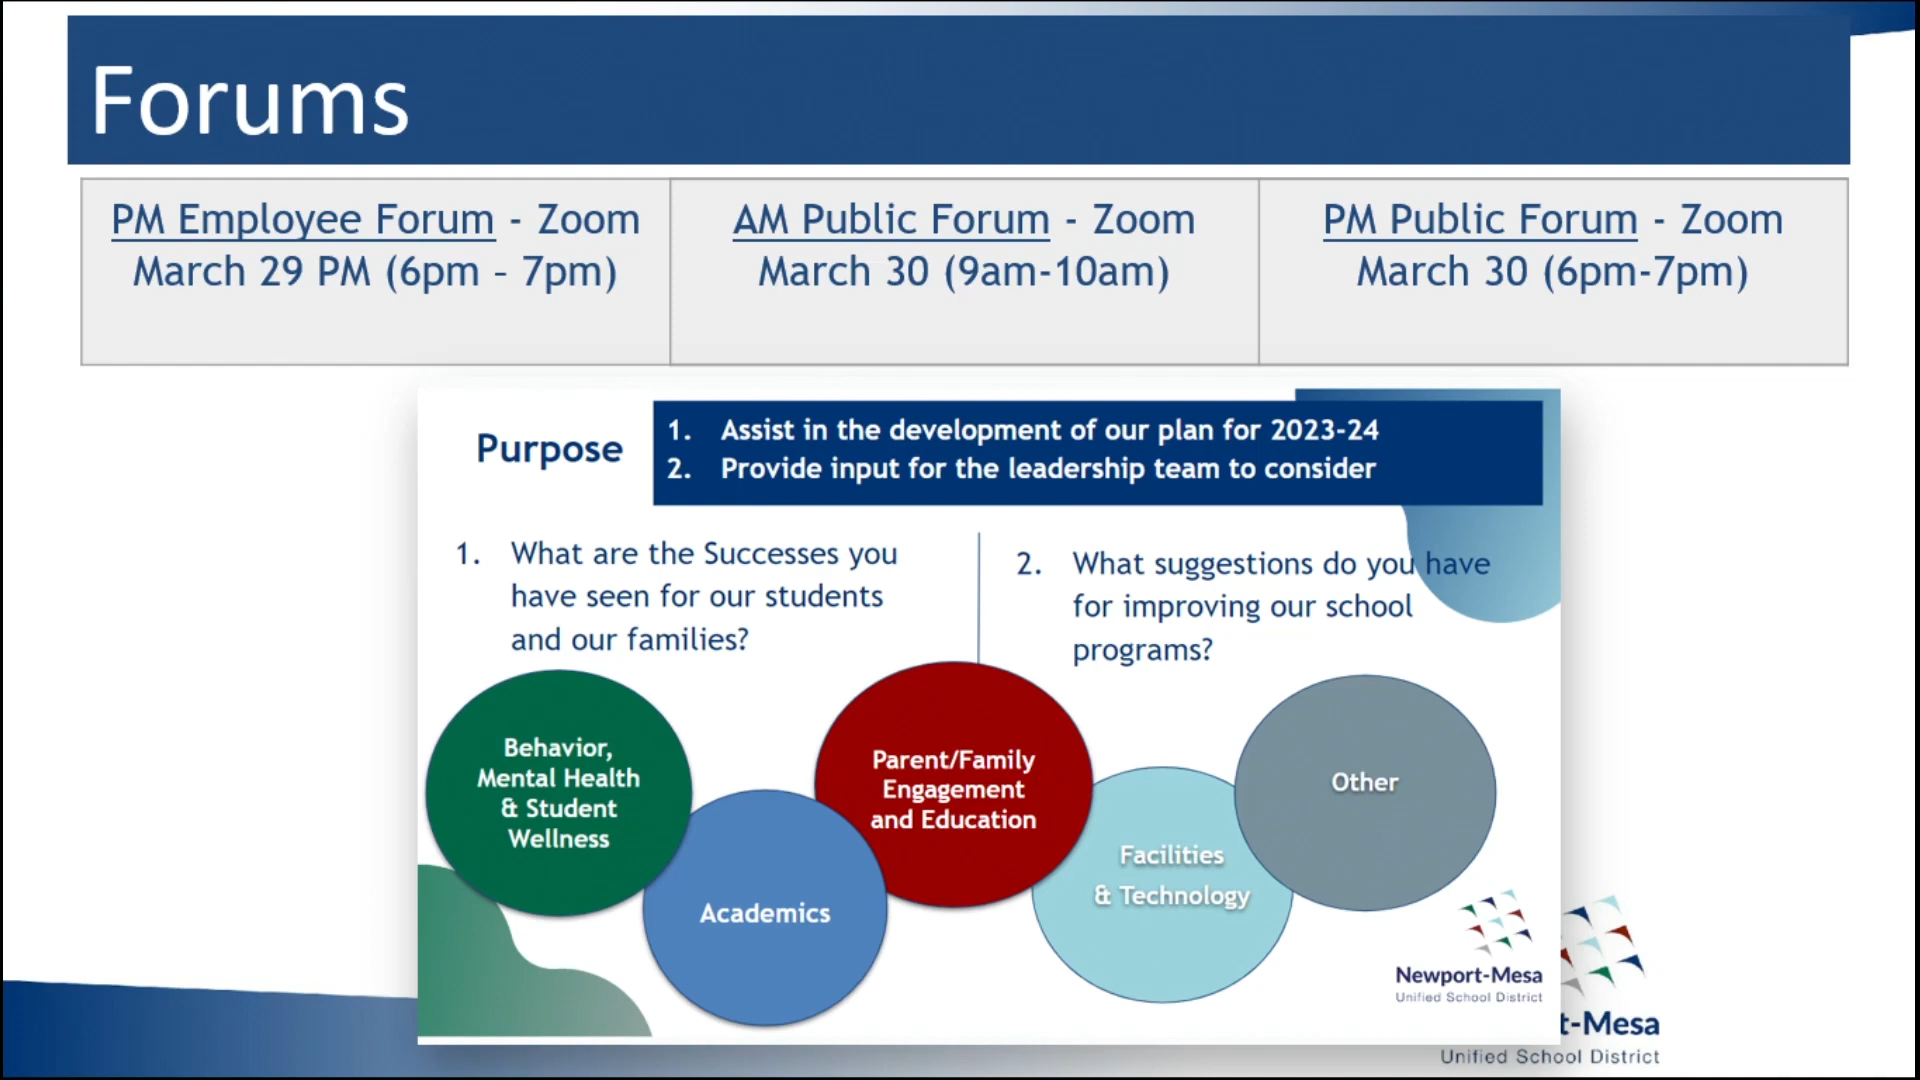 Forums
PM Employee Forum - Zoom
March 29 PM (6pm – 7pm)
AM Public Forum - Zoom
March 30 (9am-10am)
PM Public Forum - Zoom
March 30 (6pm-7pm)
Purpose
1. Assist in the development of our plan for 2023-24
2. Provide input for the leadership team to consider
1. What are the Successes you
have seen for our students
and our families?
2. What suggestions do you have
for improving our school
programs?
Behavior,
Mental Health
& Student
Wellness
Academics
Parent/Family
Engagement
and Education
Facilities
& Technology
Other
Newport-Mesa
Unified School District
t-Mesa
Unified School District